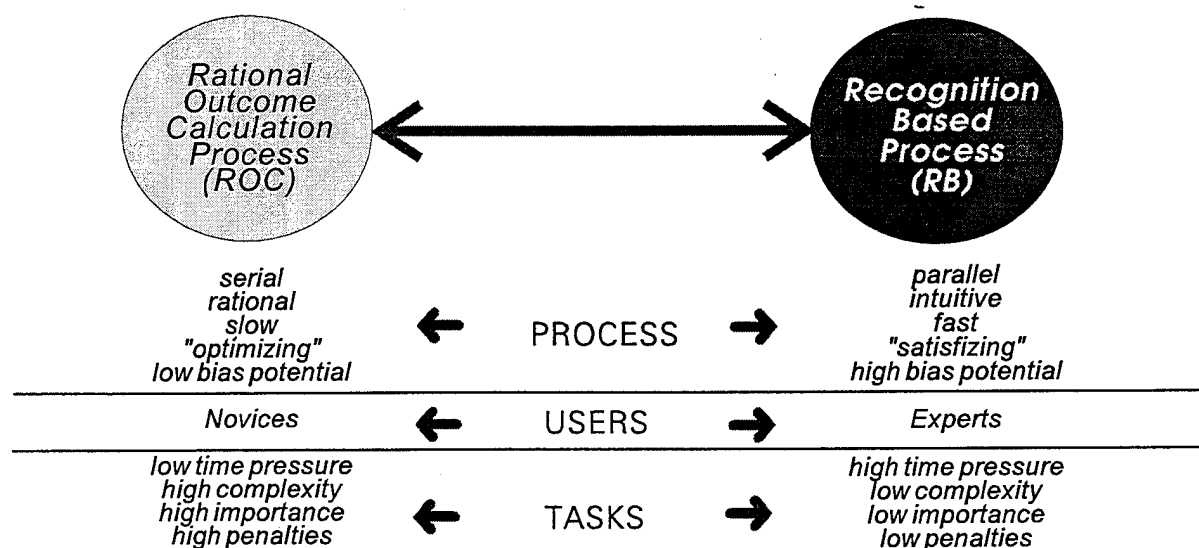 Rational
Outcome
Calculation
Process
(ROC)
Recognition
Based
Process
(RB)
serial
rational
slow
"optimizing"
low bias potential
PROCESS
parallel
intuitive
fast
"satisfizing"
high bias potential
Novices
USERS
Experts
low time pressure
high complexity
high importance
high penalties
TASKS
high time pressure
low complexity
low importance
low penalties